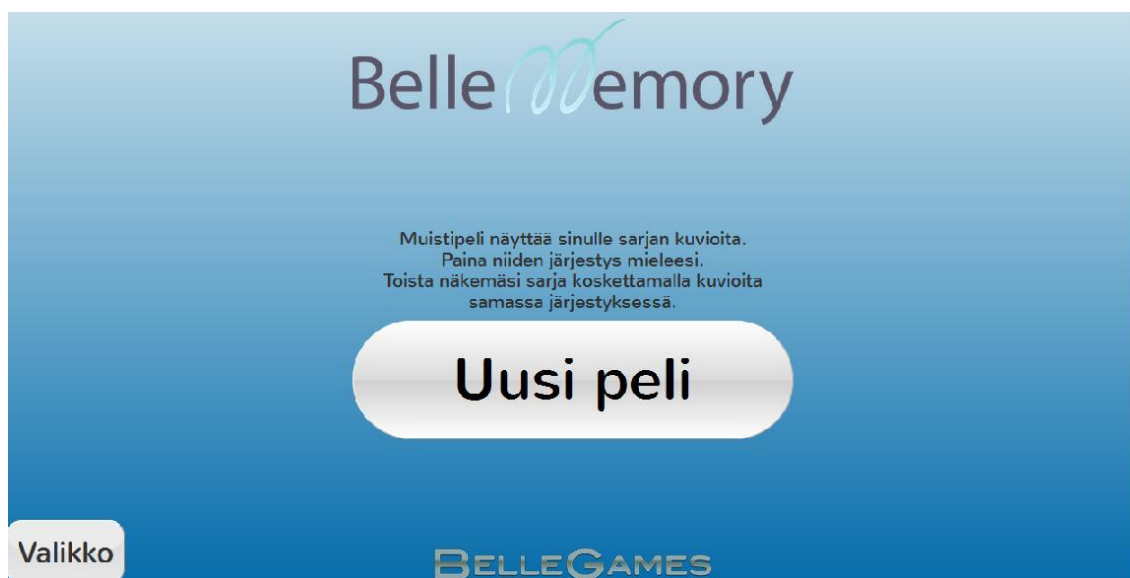 Belle Memory
Muistipeli näyttää sinulle sarjan kuvioita.
Paina niiden järjestys mieleesi.
Toista näkemäsi sarja koskettamalla kuvioita
samassa järjestyksessä.
Uusi peli
Valikko
BELLEGAMES